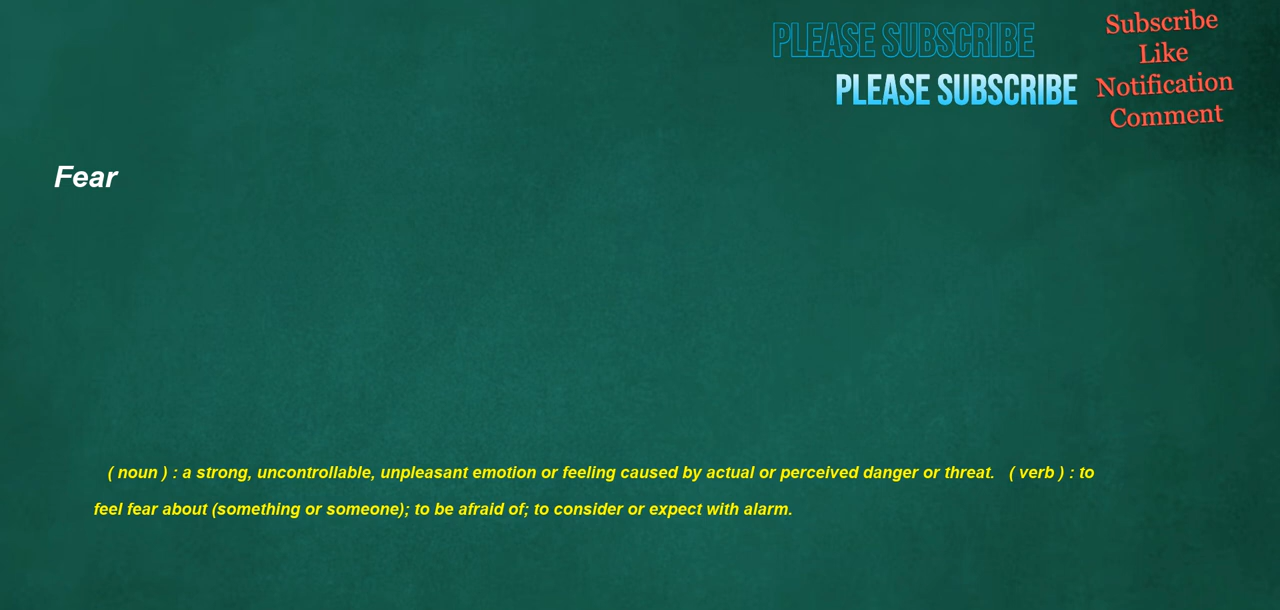 PLEASE SUBSCRIBE
PLEASE SUBSCRIBE
Subscribe
Like
Notification
Comment
Fear
( noun ) : a strong, uncontrollable, unpleasant emotion or feeling caused by actual or perceived danger or threat. ( verb ) : to
feel fear about (something or someone); to be afraid of; to consider or expect with alarm.